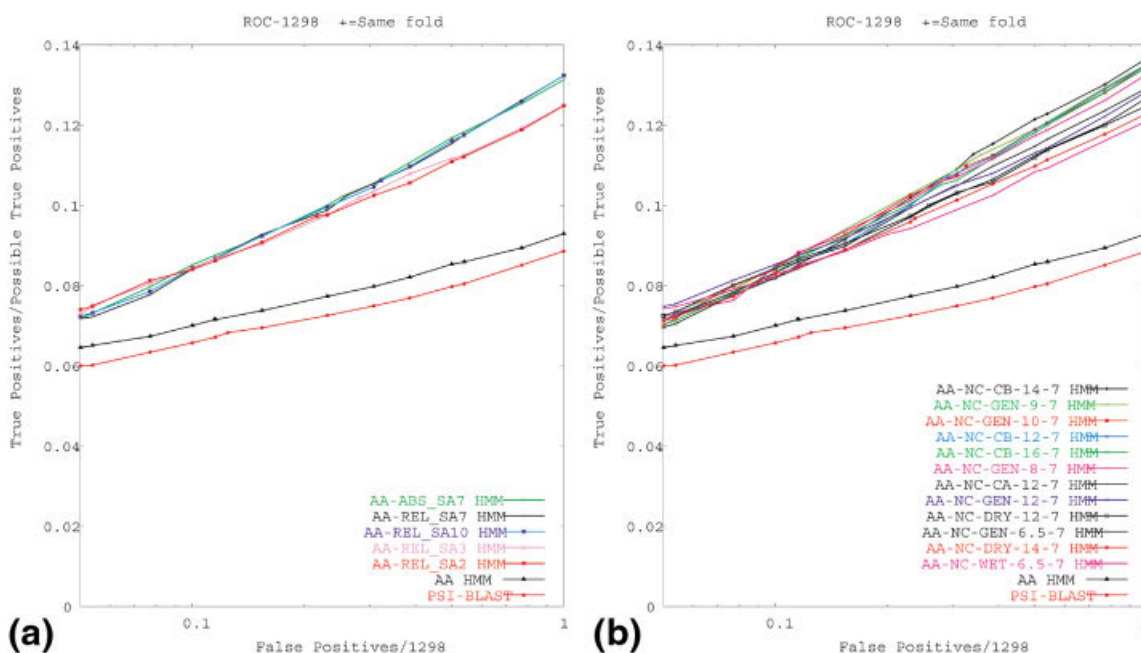 ROC-1298 +=Same fold
True Positives/Possible True Positives
0.14
0.12
0.1
0.08
0.06
0.04
0.02
0
AA-ABS_SA7 HMM
AA-REL_SA7 HMM
AA-REL_SA10 HMM
AA-REL_SA3 HMM
AA-REL_SA2 HMM
AA HMM
PSI-BLAST
0.1
1
False Positives/1298
(a)
ROC-1298 +=Same fold
True Positives/Possible True Positives
0.14
0.12
0.1
0.08
0.06
0.04
0.02
0
AA-NC-CB-14-7 HMM
AA-NC-GEN-9-7 HMM
AA-NC-GEN-10-7 HMM
AA-NC-CB-12-7 HMM
AA-NC-CB-16-7 HMM
AA-NC-GEN-8-7 HMM
AA-NC-CA-12-7 HMM
AA-NC-GEN-12-7 HMM
AA-NC-DRY-12-7 HMM
AA-NC-GEN-6.5-7 HMM
AA-NC-DRY-14-7 HMM
AA-NC-WET-6.5-7 HMM
AA HMM
PSI-BLAST
0.1
False Positives/1298
(b)